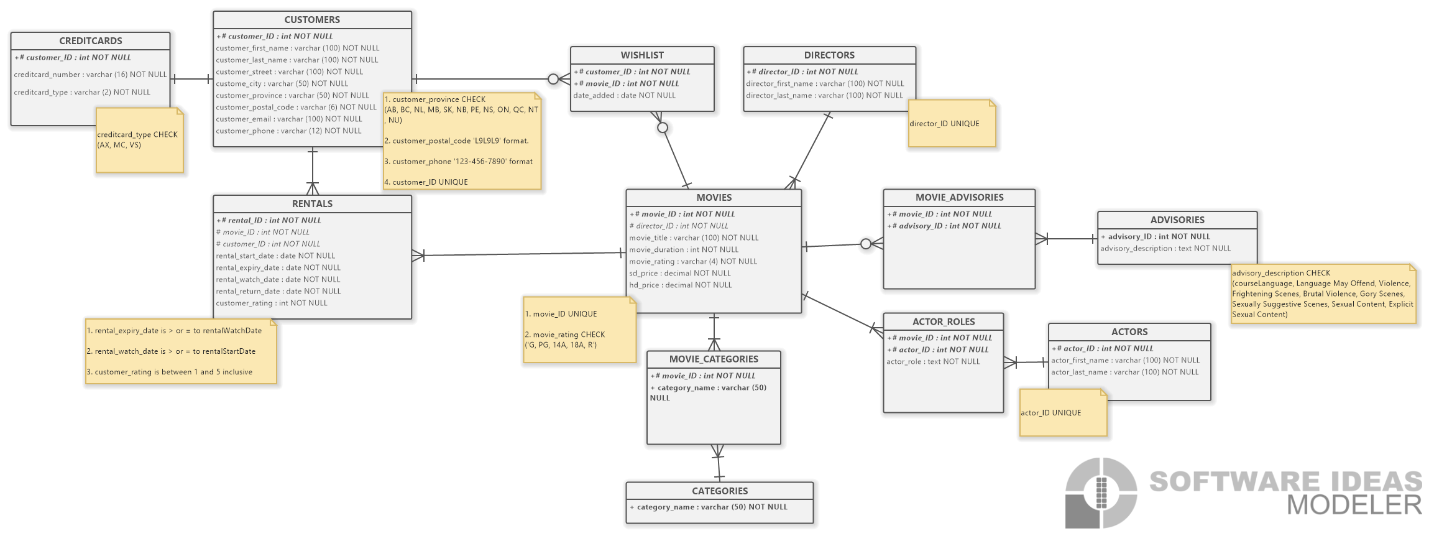 CREDITCARDS
+# customer_ID : int NOT NULL
creditcard_number : varchar (16) NOT NULL
creditcard_type : varchar (2) NOT NULL
creditcard_type CHECK
(AX, MC, VS)
CUSTOMERS
+# customer_ID : int NOT NULL
customer_first_name : varchar (100) NOT NULL
customer_last_name : varchar (100) NOT NULL
customer_street : varchar (100) NOT NULL
custome_city : varchar (50) NOT NULL
customer_province : varchar (50) NOT NULL
customer_postal_code : varchar (6) NOT NULL
customer_email : varchar (100) NOT NULL
customer_phone : varchar (12) NOT NULL
1. customer_province CHECK
(AB, BC, NL, MB, SK, NB, PE, NS, ON, QC, NT
, NU)
2. customer_postal_code 'L9L9L9' format.
3. customer_phone '123-456-7890' format
4. customer_ID UNIQUE
WISHLIST
+# customer_ID : int NOT NULL
+# movie_ID : int NOT NULL
date_added : date NOT NULL
DIRECTORS
+# director_ID : int NOT NULL
director_first_name : varchar (100) NOT NULL
director_last_name : varchar (100) NOT NULL
director_ID UNIQUE
RENTALS
+# rental_ID : int NOT NULL
# movie_ID : int NOT NULL
# customer_ID : int NOT NULL
rental_start_date : date NOT NULL
rental_expiry_date : date NOT NULL
rental_watch_date : date NOT NULL
rental_return_date : date NOT NULL
customer_rating : int NOT NULL
1. rental_expiry_date is > or = to rentalWatchDate
2. rental_watch_date is > or = to rentalStartDate
3. customer_rating is between 1 and 5 inclusive
MOVIES
+# movie_ID : int NOT NULL
# director_ID : int NOT NULL
movie_title : varchar (100) NOT NULL
movie_duration : int NOT NULL
movie_rating : varchar (4) NOT NULL
sd_price : decimal NOT NULL
hd_price : decimal NOT NULL
1. movie_ID UNIQUE
2. movie_rating CHECK
('G, PG, 14A, 18A, R')
MOVIE_ADVISORIES
+# movie_ID : int NOT NULL
+# advisory_ID : int NOT NULL
ADVISORIES
+ advisory_ID : int NOT NULL
advisory_description : text NOT NULL
advisory_description CHECK
(courseLanguage, Language May Offend, Violence,
Frightening Scenes, Brutal Violence, Gory Scenes,
Sexually Suggestive Scenes, Sexual Content, Explicit
Sexual Content)
ACTOR_ROLES
+# movie_ID : int NOT NULL
+# actor_ID : int NOT NULL
actor_role : text NOT NULL
ACTORS
+# actor_ID : int NOT NULL
actor_first_name : varchar (100) NOT NULL
actor_last_name : varchar (100) NOT NULL
actor_ID UNIQUE
MOVIE_CATEGORIES
+# movie_ID : int NOT NULL
+ category_name : varchar (50)
NULL
CATEGORIES
+ category_name : varchar (50) NOT NULL
SOFTWARE IDEAS
MODELER